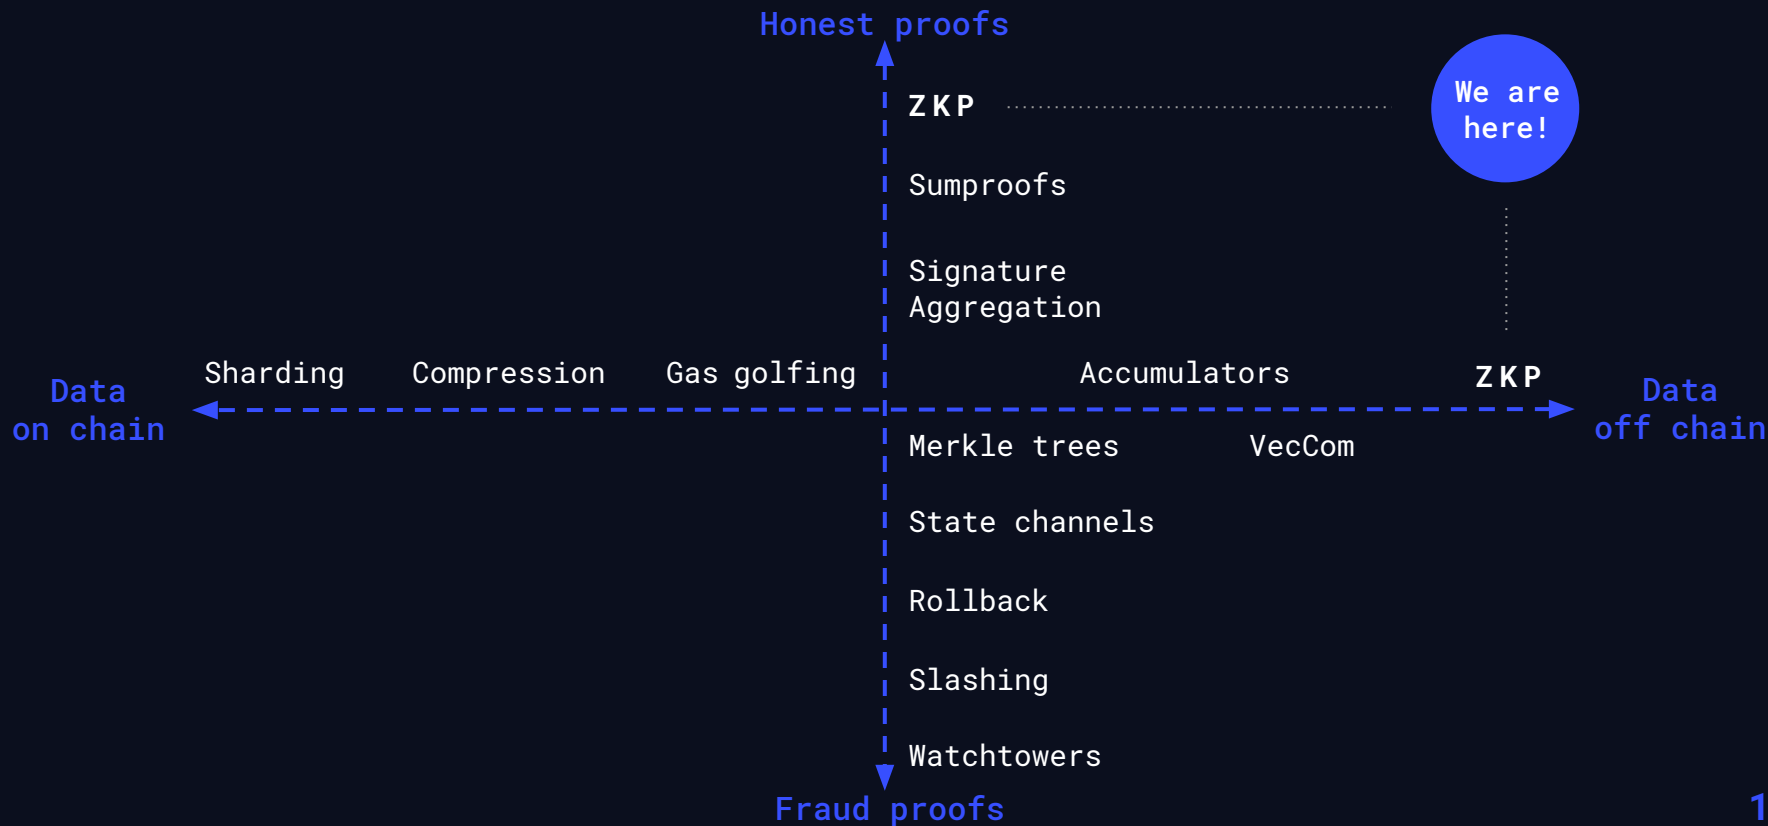 Honest proofs
ZKP
We are
here!
Sumproofs
Signature
Aggregation
Sharding
Compression
Gas golfing
Accumulators
ZKP
Data
on chain
Data
off chain
Merkle trees
VecCom
State channels
Rollback
Slashing
Watchtowers
Fraud proofs
1